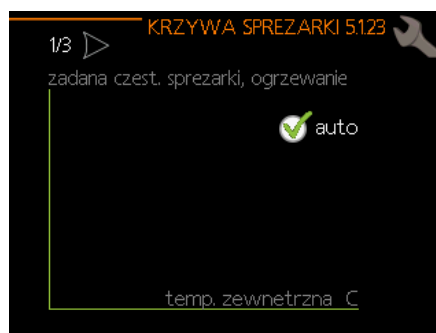 KRZYWA SPREZARKI 5.1.23
1/3
zadana czest. sprezarki, ogrzewanie
auto
temp. zewnetrzna C